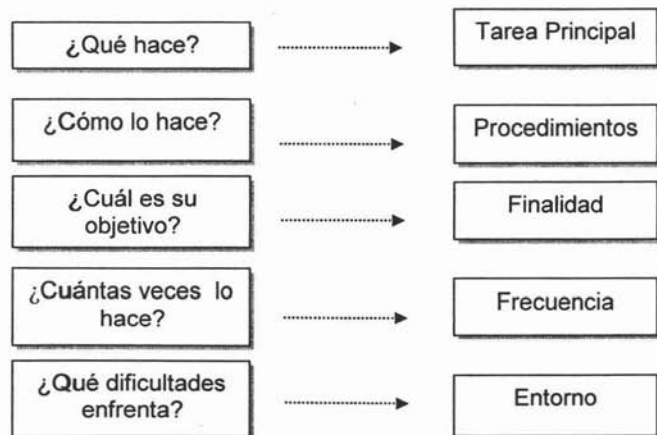 ¿Qué hace?
Tarea Principal
¿Cómo lo hace?
Procedimientos
¿Cuál es su
objetivo?
Finalidad
¿Cuántas veces lo
hace?
Frecuencia
¿Qué dificultades
enfrenta?
Entorno